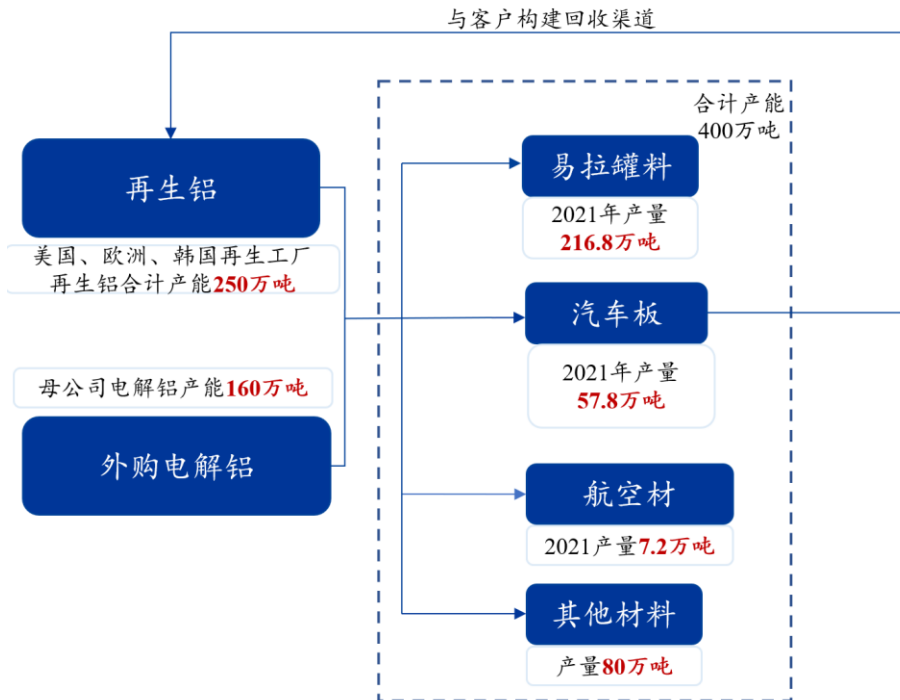 与客户构建回收渠道
合计产能
400万吨
再生铝
美国、欧洲、韩国再生工厂
再生铝合计产能250万吨
母公司电解铝产能160万吨
外购电解铝
易拉罐料
2021年产量
216.8万吨
汽车板
2021年产量
57.8万吨
航空材
2021产量7.2万吨
其他材料
产量80万吨